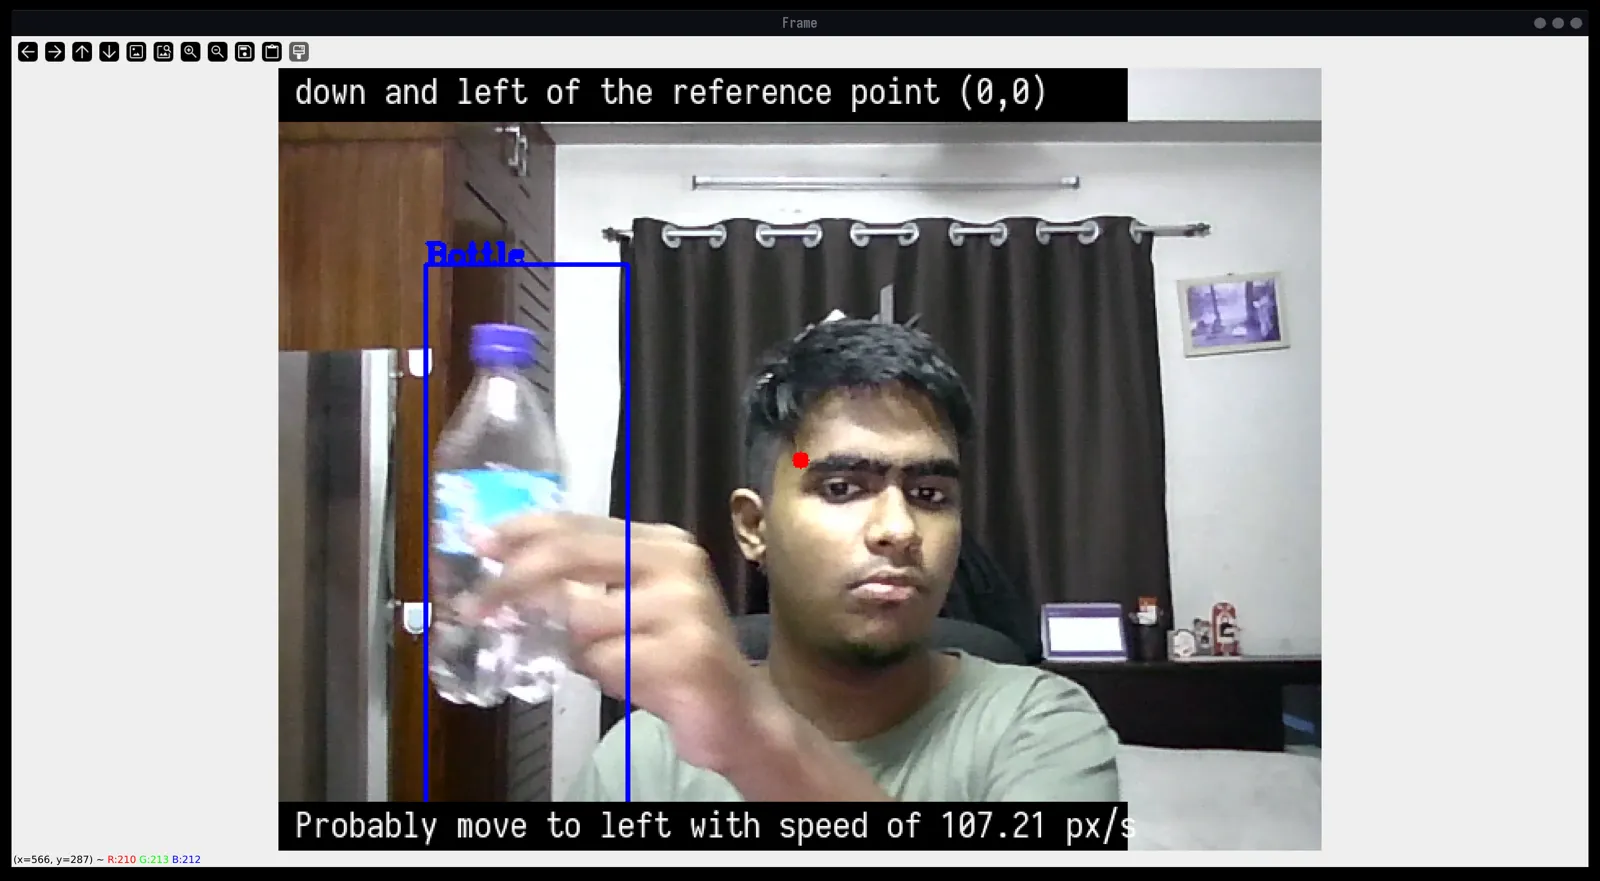 Frame
down and left of the reference point (0,0)
Bottle
Probably move to left with speed of 107.21 px/s
(x=566, y=287) ~ R:210 G:213 B:212